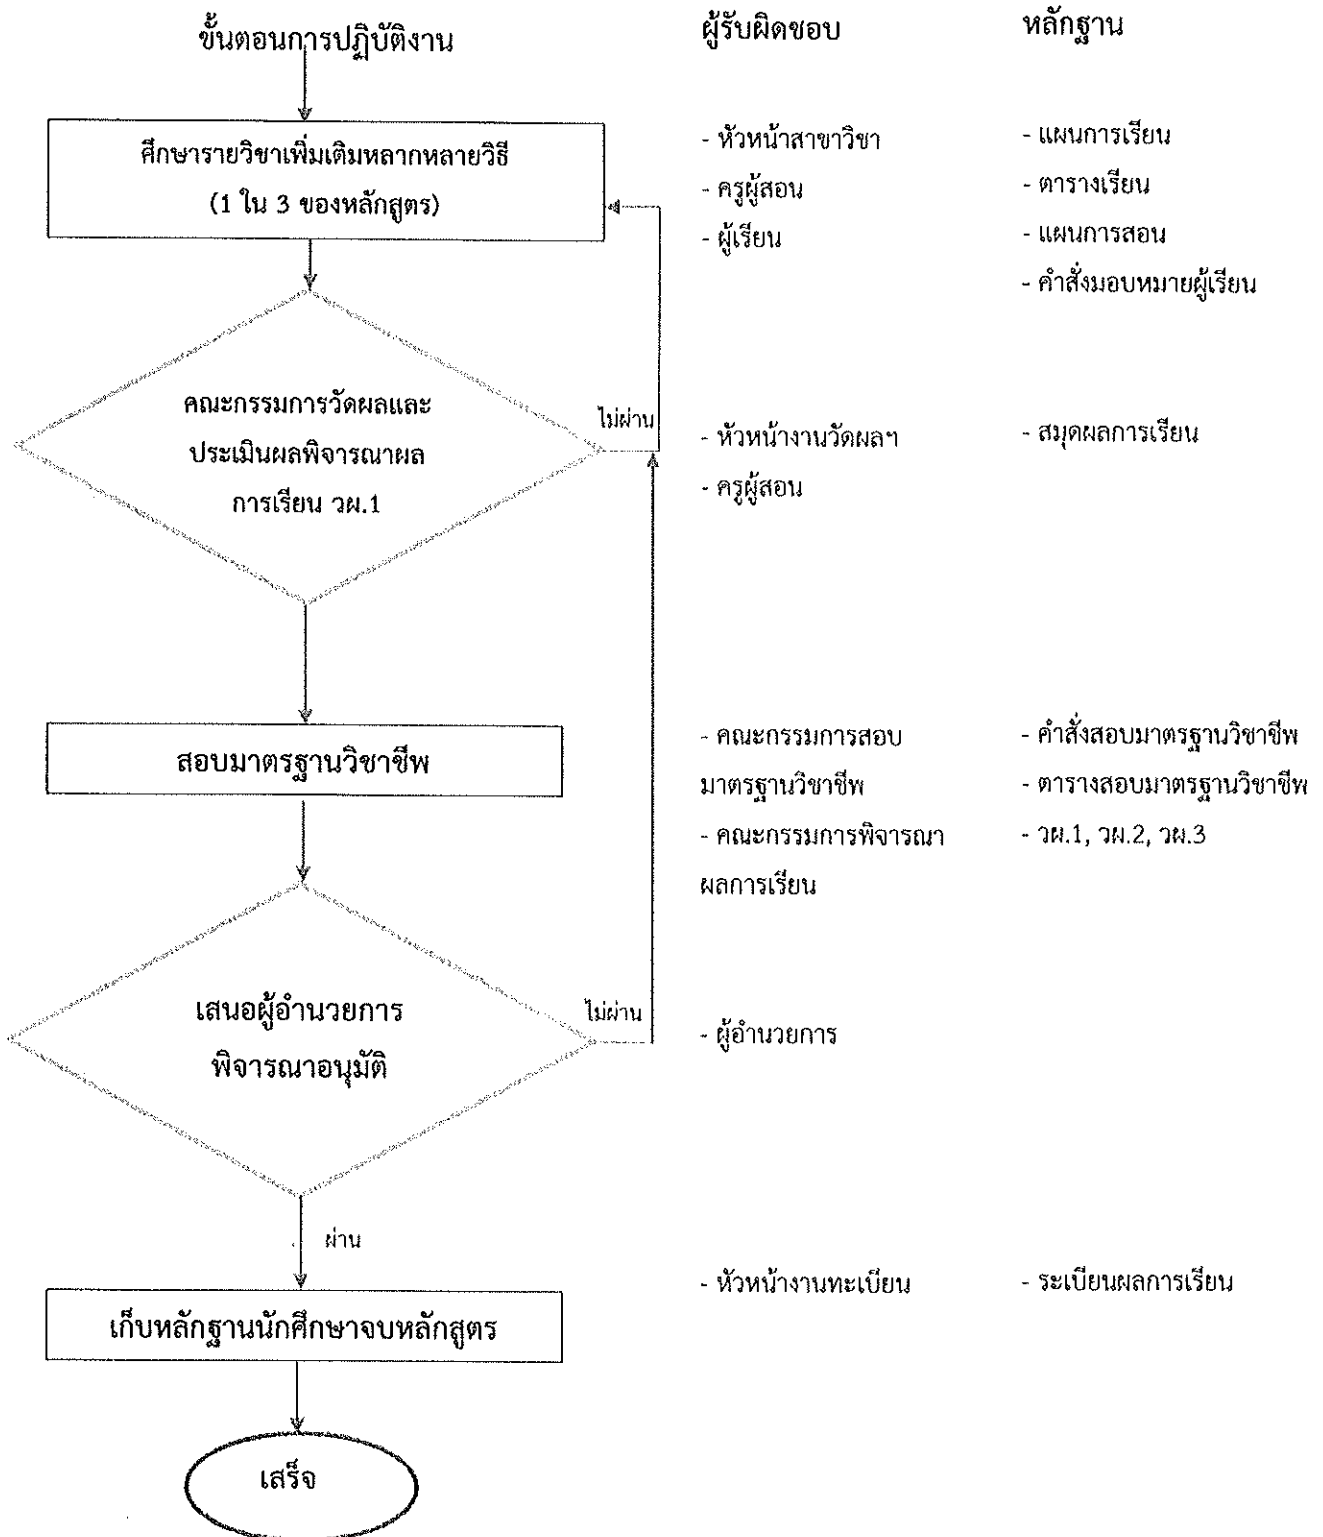 ขั้นตอนการปฏิบัติงาน
ผู้รับผิดชอบ
หลักฐาน
ศึกษารายวิชาเพิ่มเติมหลากหลายวิธี
(1 ใน 3 ของหลักสูตร)
- หัวหน้าสาขาวิชา
- ครูผู้สอน
- ผู้เรียน
- แผนการเรียน
- ตารางเรียน
- แผนการสอน
- คำสั่งมอบหมายผู้เรียน
คณะกรรมการวัดผลและ
ประเมินผลพิจารณาผล
การเรียน วผ.1
ไม่ผ่าน
- หัวหน้างานวัดผลฯ
- ครูผู้สอน
- สมุดผลการเรียน
สอบมาตรฐานวิชาชีพ
- คณะกรรมการสอบ
มาตรฐานวิชาชีพ
- คณะกรรมการพิจารณา
ผลการเรียน
- คำสั่งสอบมาตรฐานวิชาชีพ
- ตารางสอบมาตรฐานวิชาชีพ
- วผ.1, วผ.2, วผ.3
เสนอผู้อำนวยการ
พิจารณาอนุมัติ
ไม่ผ่าน
- ผู้อำนวยการ
ผ่าน
เก็บหลักฐานนักศึกษาจบหลักสูตร
- หัวหน้างานทะเบียน
- ระเบียนผลการเรียน
เสร็จ